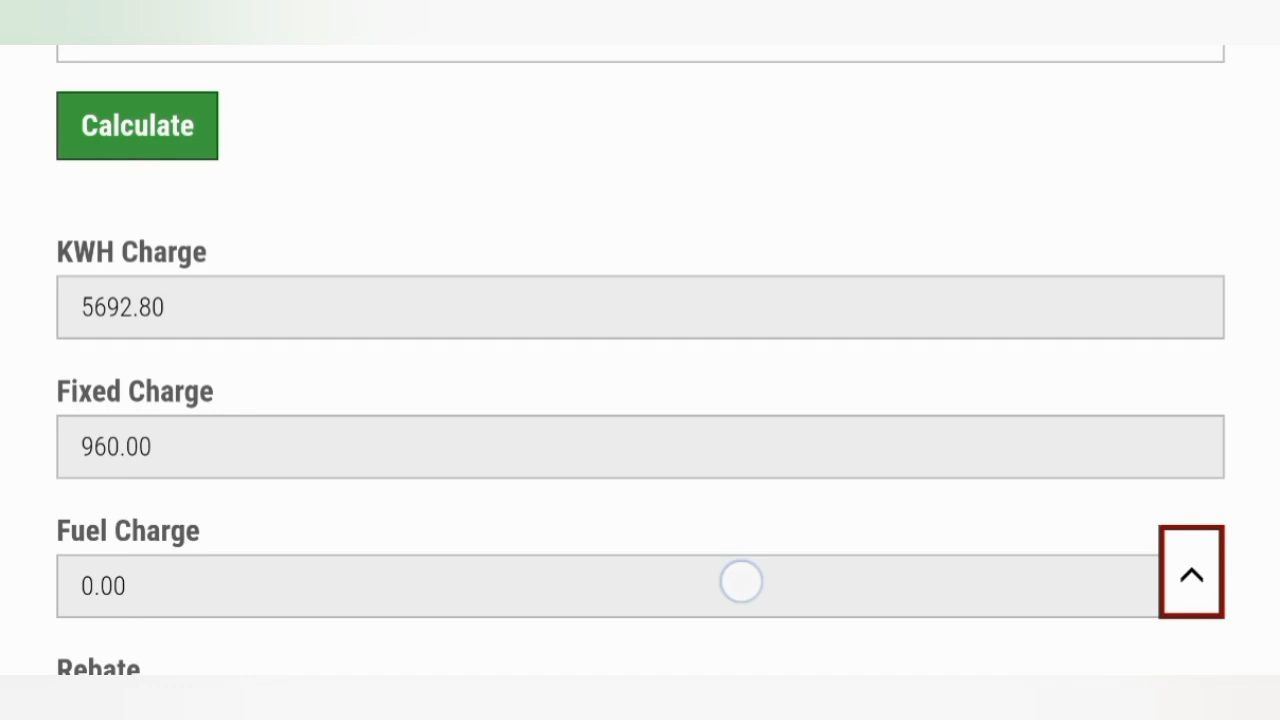 Calculate
KWH Charge
5692.80
Fixed Charge
960.00
Fuel Charge
0.00
Rebate